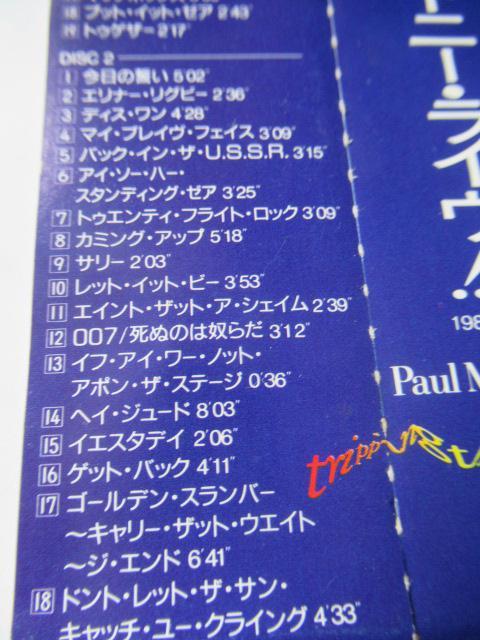 18 プット・イット・ゼア 2′43″
19 トゥゲザー 2′17″
DISC 2
1 今日の誓い 5′02″
2 エリナー・リグビー 2′36″
3 ディス・ワン 4′28″
4 マイ・ブレイヴ・フェイス 3′09″
5 バック・イン・ザ・U.S.S.R. 3′15″
6 アイ・ソー・ハー・
スタンディング・ゼア 3′25″
7 トゥエンティ・フライト・ロック 3′09″
8 カミング・アップ 5′18″
9 サリー 2′03″
10 レット・イット・ビー 3′53″
11 エイント・ザット・ア・シェイム 2′39″
12 007/死ぬのは奴らだ 3′12″
13 イフ・アイ・ワー・ノット・
アポン・ザ・ステージ 0′36″
14 ヘイ・ジュード 8′03″
15 イエスタデイ 2′06″
16 ゲット・バック 4′11″
17 ゴールデン・スランバー
〜キャリー・ザット・ウエイト
〜ジ・エンド 6′41″
18 ドント・レット・ザ・サン・
キャッチ・ユー・クライング 4′33″
ニー・ライヴ!!
198
Paul M
tripping